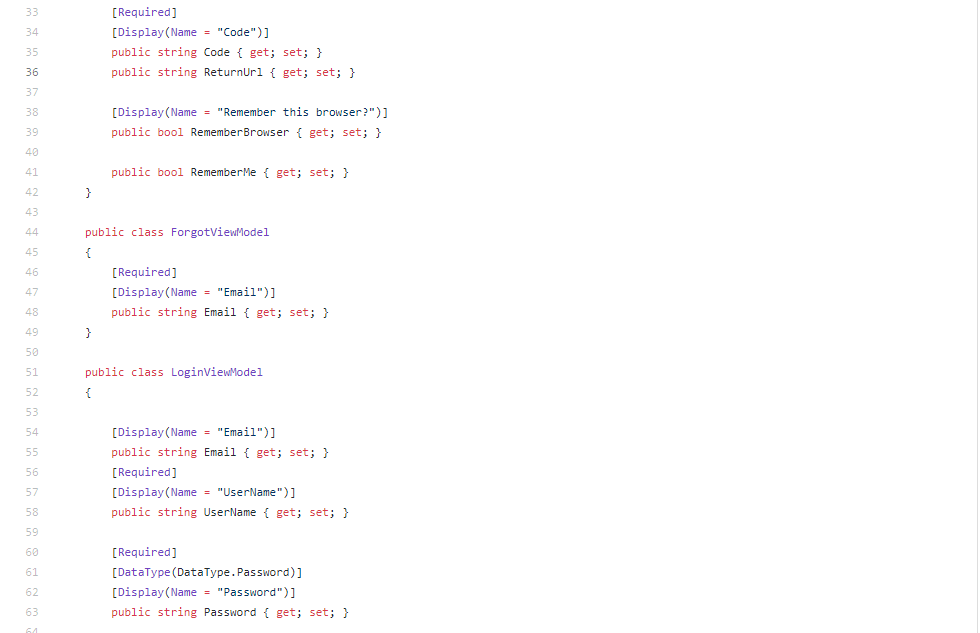 33 [Required]
34 [Display(Name = "Code")]
35 public string Code { get; set; }
36 public string ReturnUrl { get; set; }
37
38 [Display(Name = "Remember this browser?")]
39 public bool RememberBrowser { get; set; }
40
41 public bool RememberMe { get; set; }
42 }
43
44 public class ForgotViewModel
45 {
46 [Required]
47 [Display(Name = "Email")]
48 public string Email { get; set; }
49 }
50
51 public class LoginViewModel
52 {
53
54 [Display(Name = "Email")]
55 public string Email { get; set; }
56 [Required]
57 [Display(Name = "UserName")]
58 public string UserName { get; set; }
59
60 [Required]
61 [DataType(DataType.Password)]
62 [Display(Name = "Password")]
63 public string Password { get; set; }
64